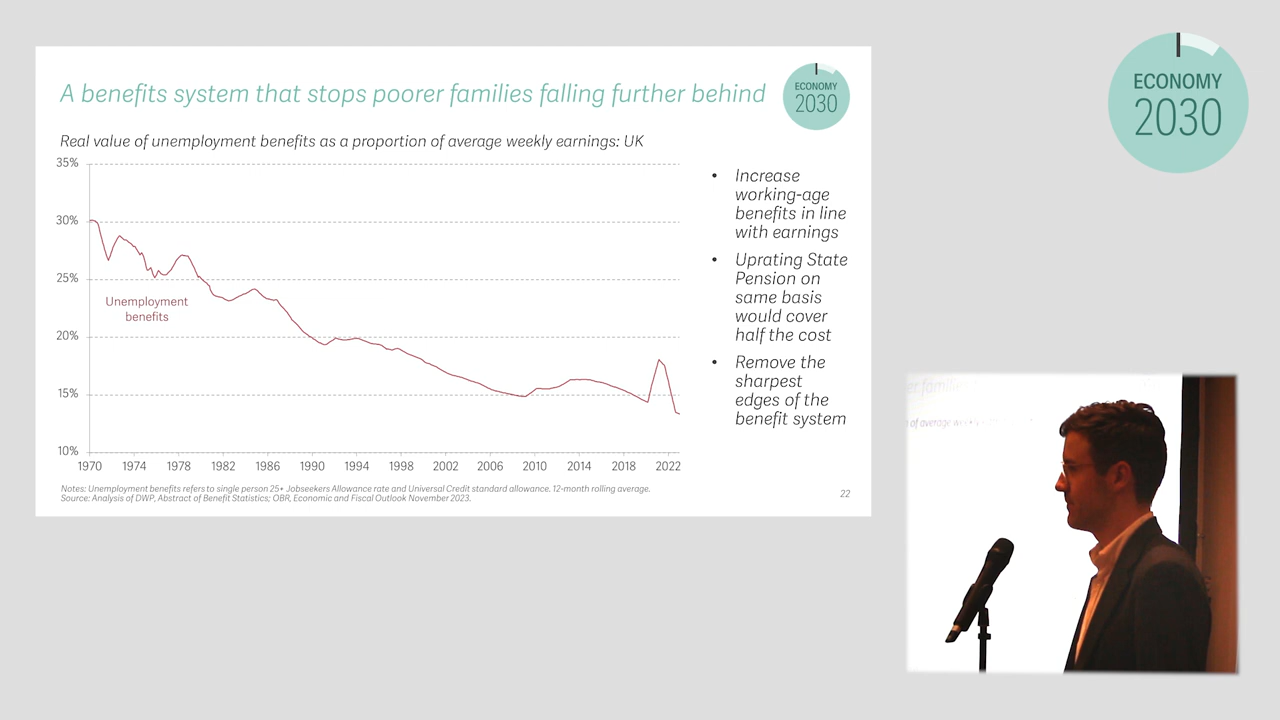 A benefits system that stops poorer families falling further behind
ECONOMY
2030
ECONOMY
2030
Real value of unemployment benefits as a proportion of average weekly earnings: UK
35%
30%
25%
20%
15%
10%
Unemployment
benefits
1970 1974 1978 1982 1986 1990 1994 1998 2002 2006 2010 2014 2018 2022
• Increase
working-age
benefits in line
with earnings
• Uprating State
Pension on
same basis
would cover
half the cost
• Remove the
sharpest
edges of the
benefit system
Notes: Unemployment benefits refers to single person 25+ Jobseekers Allowance rate and Universal Credit standard allowance. 12-month rolling average.
Source: Analysis of DWP, Abstract of Benefit Statistics; OBR, Economic and Fiscal Outlook November 2023.
22
families
of average